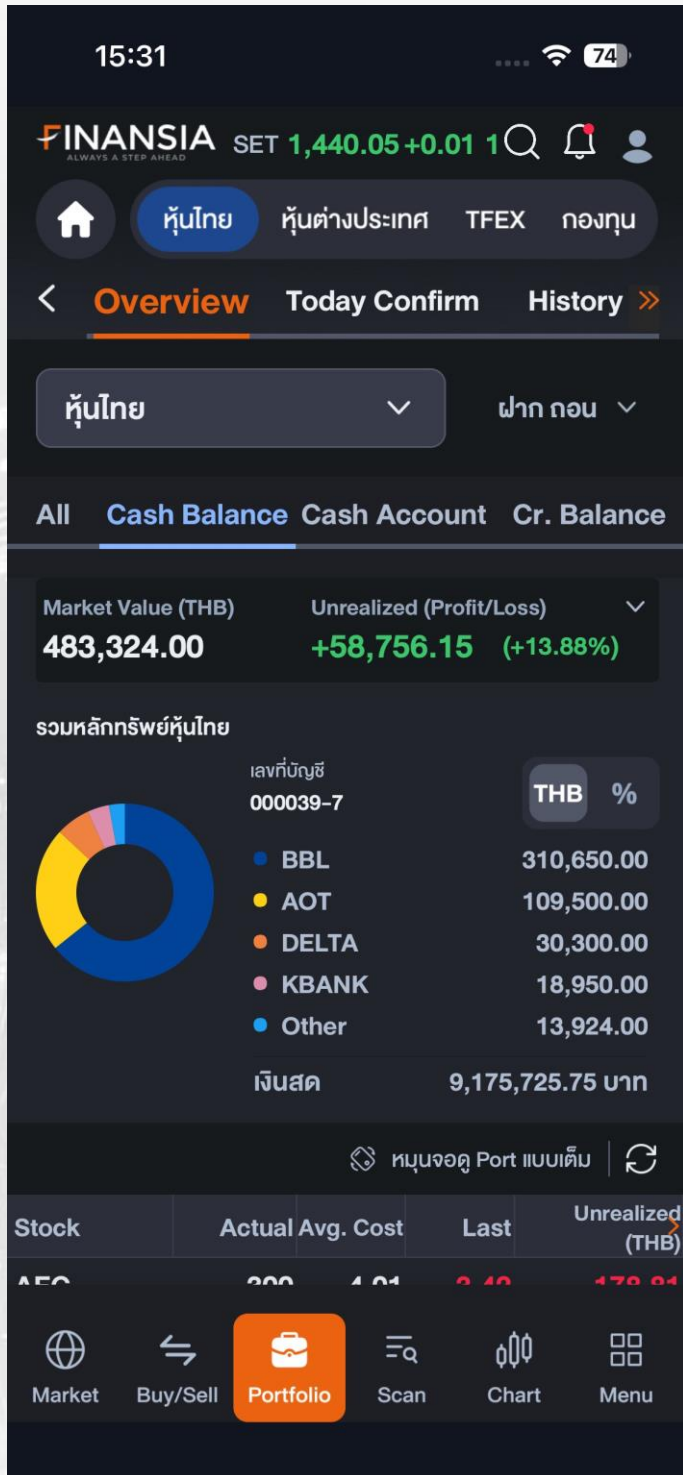 15:31
74
FINANSIA
ALWAYS A STEP AHEAD
SET 1,440.05 +0.01 1
หุ้นไทย หุ้นต่างประเทศ TFEX กองทุน
Overview Today Confirm History
หุ้นไทย ฝาก ถอน
All Cash Balance Cash Account Cr. Balance
Market Value (THB) Unrealized (Profit/Loss)
483,324.00 +58,756.15 (+13.88%)
รวมหลักทรัพย์หุ้นไทย
เลขที่บัญชี
000039-7
THB %
BBL 310,650.00
AOT 109,500.00
DELTA 30,300.00
KBANK 18,950.00
Other 13,924.00
เงินสด 9,175,725.75 บาท
หมุนจอดู Port แบบเต็ม
Stock Actual Avg. Cost Last Unrealized (THB)
300 4.01 178.81
Market Buy/Sell Portfolio Scan Chart Menu